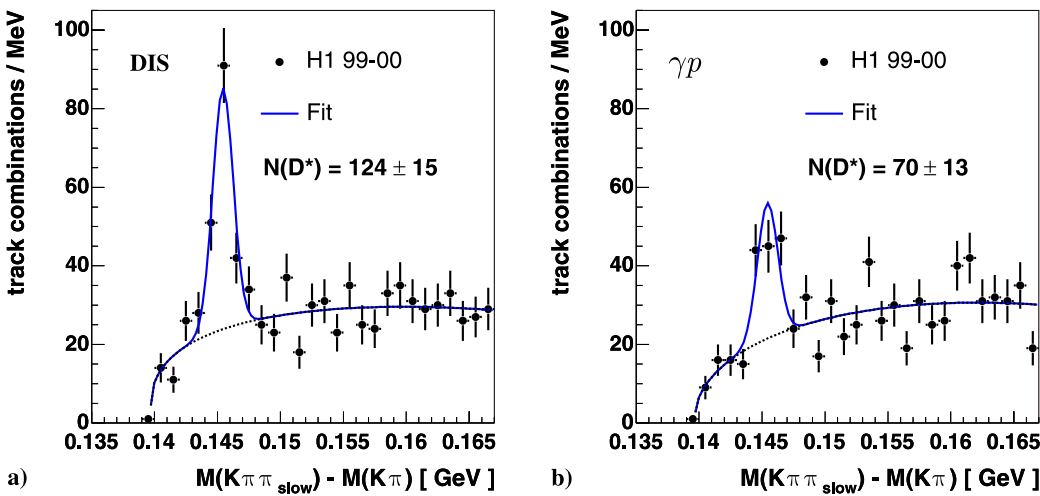 track combinations / MeV
100
80
60
40
20
0
DIS
H1 99-00
Fit
N(D*) = 124 ± 15
0.135 0.14 0.145 0.15 0.155 0.16 0.165
a) M(Kππslow) - M(Kπ) [ GeV ]
track combinations / MeV
100
80
60
40
20
0
γp
H1 99-00
Fit
N(D*) = 70 ± 13
0.135 0.14 0.145 0.15 0.155 0.16 0.165
b) M(Kππslow) - M(Kπ) [ GeV ]